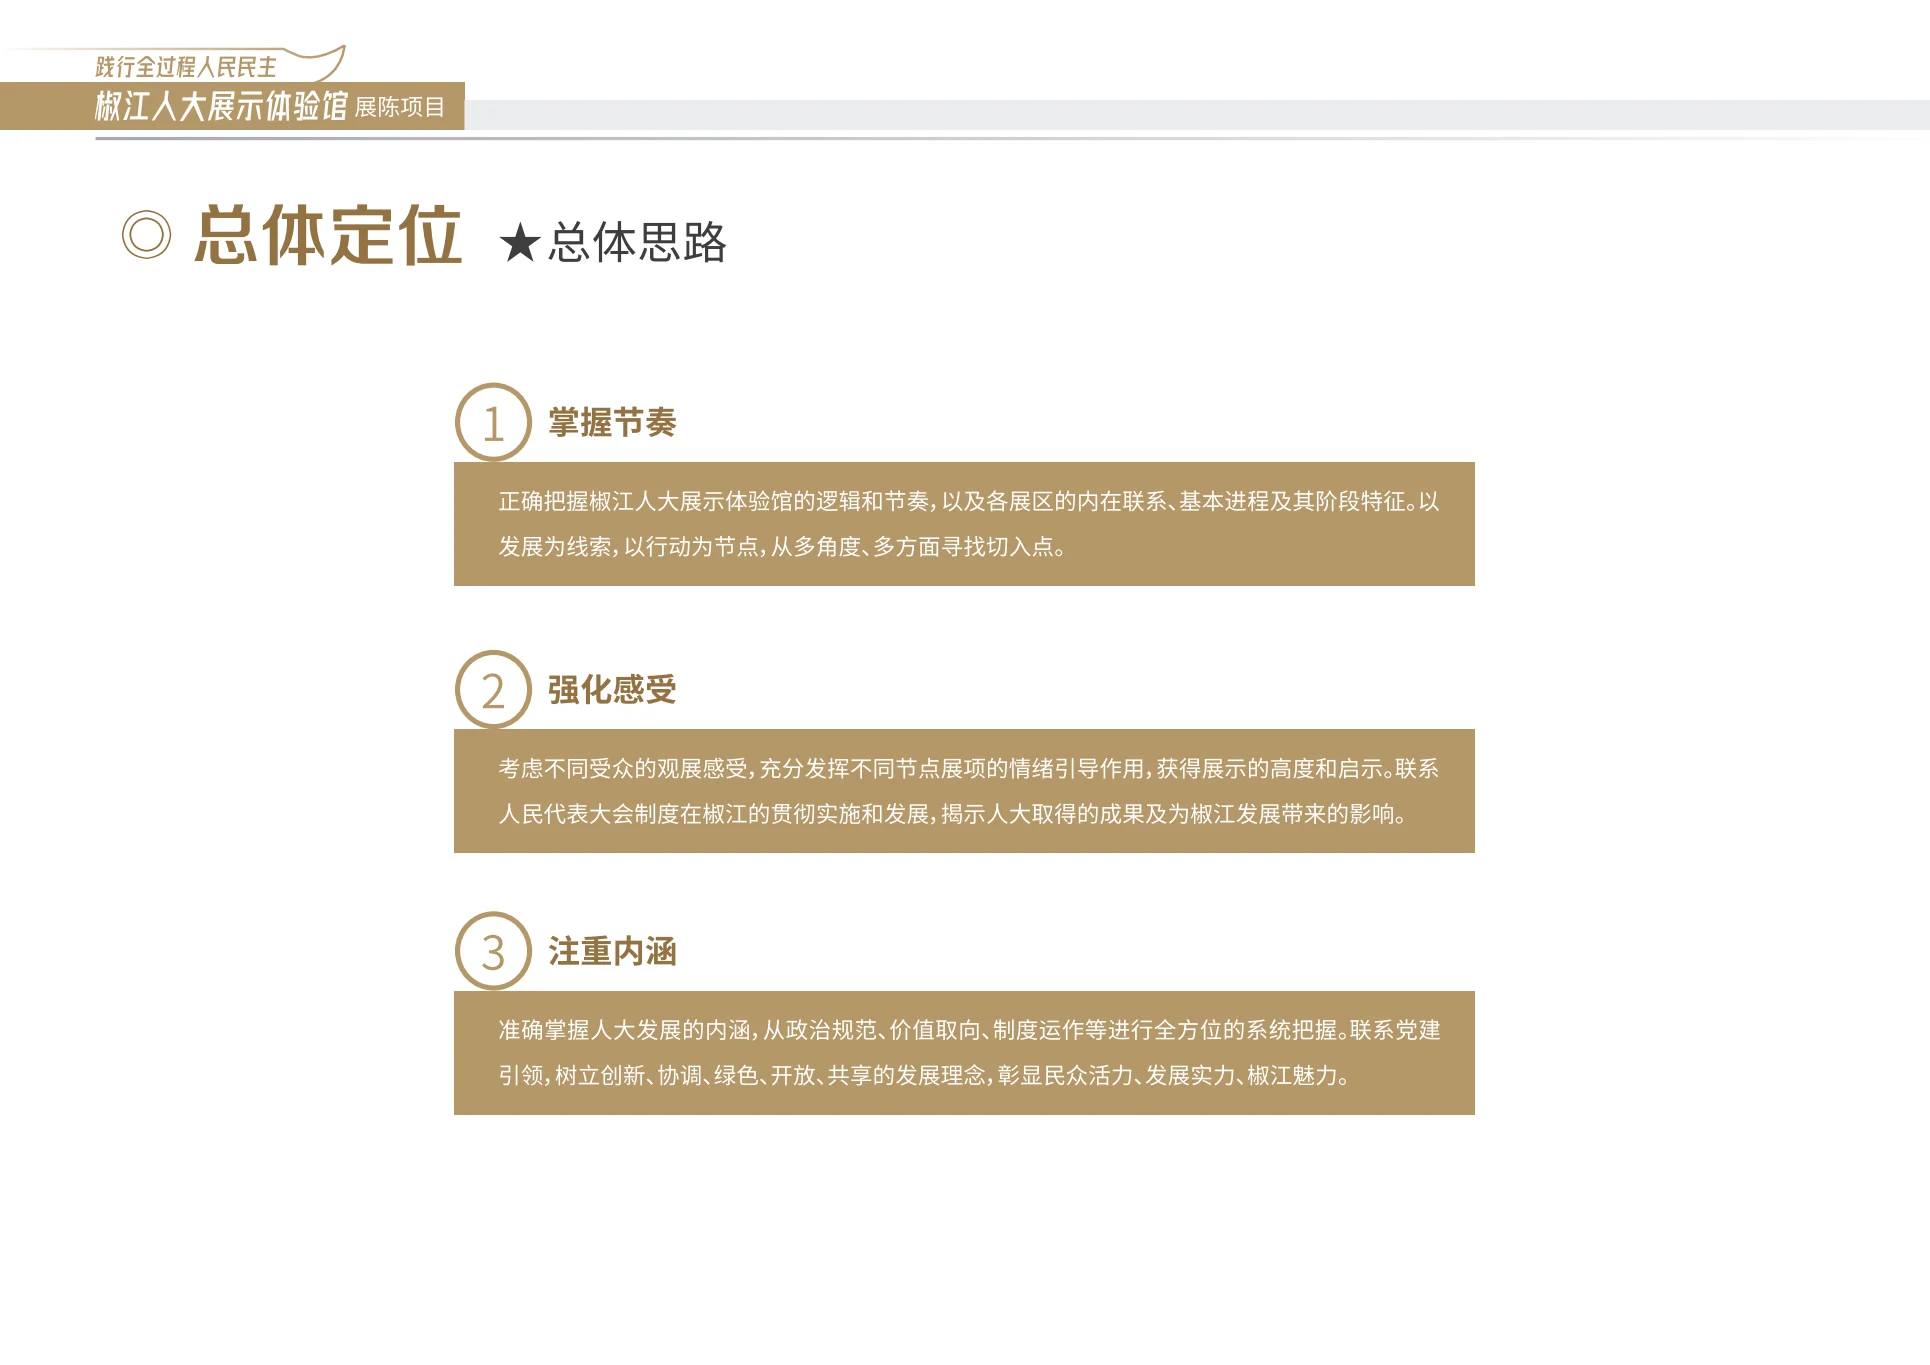 践行全过程人民民主
椒江人大展示体验馆 展陈项目
◎ 总体定位 ★总体思路
1 掌握节奏
正确把握椒江人大展示体验馆的逻辑和节奏，以及各展区的内在联系、基本进程及其阶段特征。以
发展为线索，以行动为节点，从多角度、多方面寻找切入点。
2 强化感受
考虑不同受众的观展感受，充分发挥不同节点展项的情绪引导作用，获得展示的高度和启示。联系
人民代表大会制度在椒江的贯彻实施和发展，揭示人大取得的成果及为椒江发展带来的影响。
3 注重内涵
准确掌握人大发展的内涵，从政治规范、价值取向、制度运作等进行全方位的系统把握。联系党建
引领，树立创新、协调、绿色、开放、共享的发展理念，彰显民众活力、发展实力、椒江魅力。